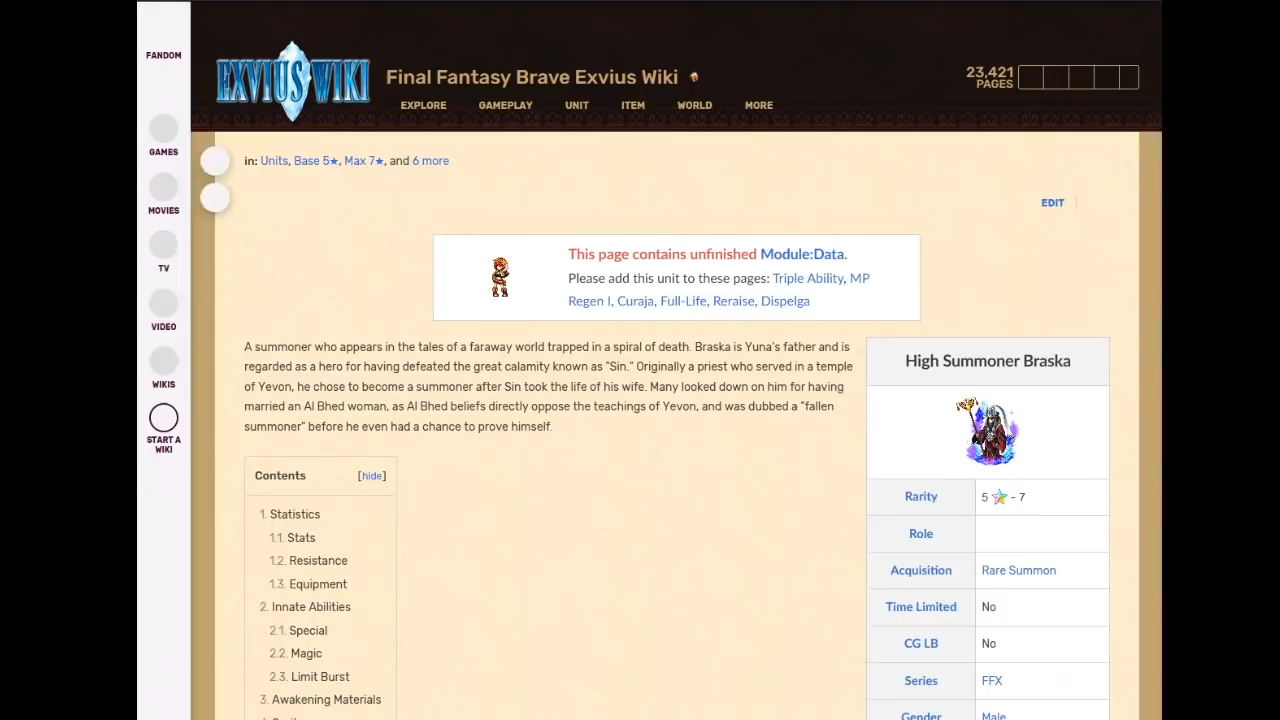 FANDOM
GAMES
MOVIES
TV
VIDEO
WIKIS
START A
WIKI
EXVIUS WIKI
Final Fantasy Brave Exvius Wiki
23,421
PAGES
EXPLORE GAMEPLAY UNIT ITEM WORLD MORE
in: Units, Base 5★, Max 7★, and 6 more
EDIT
This page contains unfinished Module:Data.
Please add this unit to these pages: Triple Ability, MP
Regen I, Curaja, Full-Life, Reraise, Dispelga
A summoner who appears in the tales of a faraway world trapped in a spiral of death. Braska is Yuna's father and is
regarded as a hero for having defeated the great calamity known as "Sin." Originally a priest who served in a temple
of Yevon, he chose to become a summoner after Sin took the life of his wife. Many looked down on him for having
married an Al Bhed woman, as Al Bhed beliefs directly oppose the teachings of Yevon, and was dubbed a "fallen
summoner" before he even had a chance to prove himself.
Contents [hide]
1. Statistics
1.1. Stats
1.2. Resistance
1.3. Equipment
2. Innate Abilities
2.1. Special
2.2. Magic
2.3. Limit Burst
3. Awakening Materials
High Summoner Braska
Rarity 5 ★ - 7
Role
Acquisition Rare Summon
Time Limited No
CG LB No
Series FFX
Gender Male